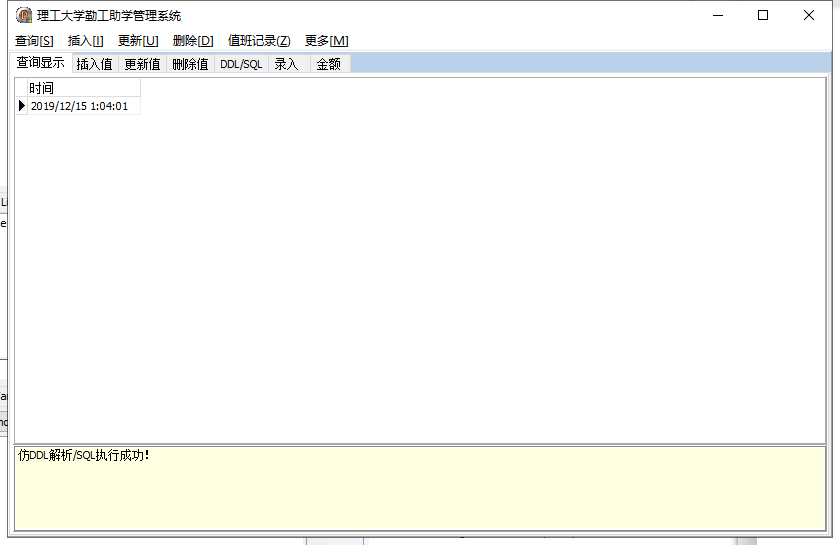 理工大学勤工助学管理系统
查询[S] 插入[I] 更新[U] 删除[D] 值班记录(Z) 更多[M]
查询显示 插入值 更新值 删除值 DDL/SQL 录入 金额
时间
2019/12/15 1:04:01
仿DDL解析/SQL执行成功!